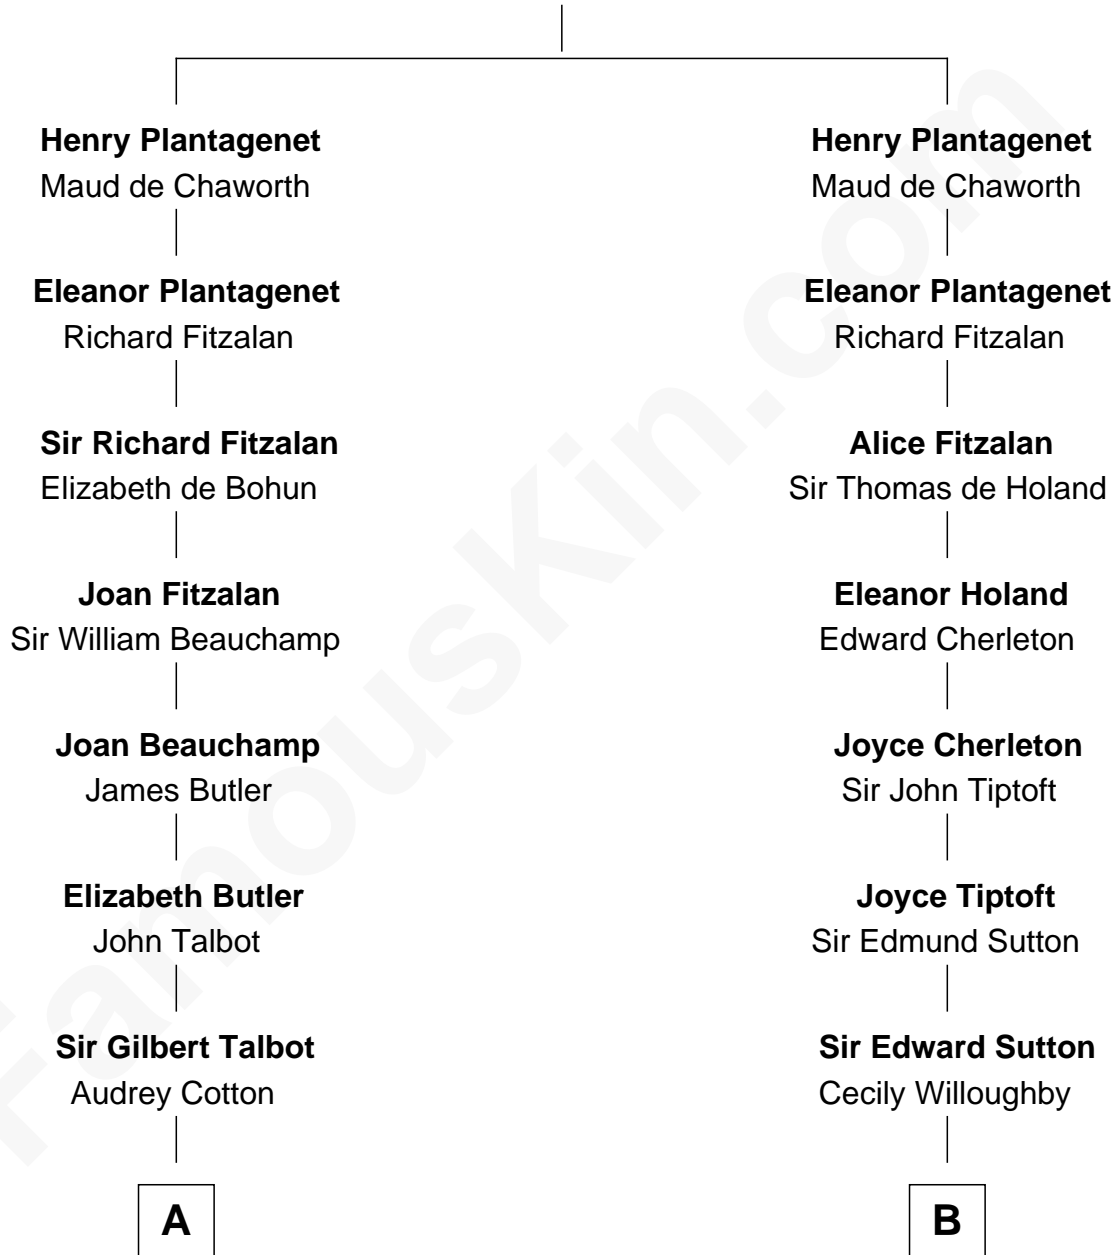 Henry Plantagenet
Maud de Chaworth
Eleanor Plantagenet
Richard Fitzalan
Sir Richard Fitzalan
Elizabeth de Bohun
Joan Fitzalan
Sir William Beauchamp
Joan Beauchamp
James Butler
Elizabeth Butler
John Talbot
Sir Gilbert Talbot
Audrey Cotton
A
Henry Plantagenet
Maud de Chaworth
Eleanor Plantagenet
Richard Fitzalan
Alice Fitzalan
Sir Thomas de Holand
Eleanor Holand
Edward Cherleton
Joyce Cherleton
Sir John Tiptoft
Joyce Tiptoft
Sir Edmund Sutton
Sir Edward Sutton
Cecily Willoughby
B
FamousKin.com